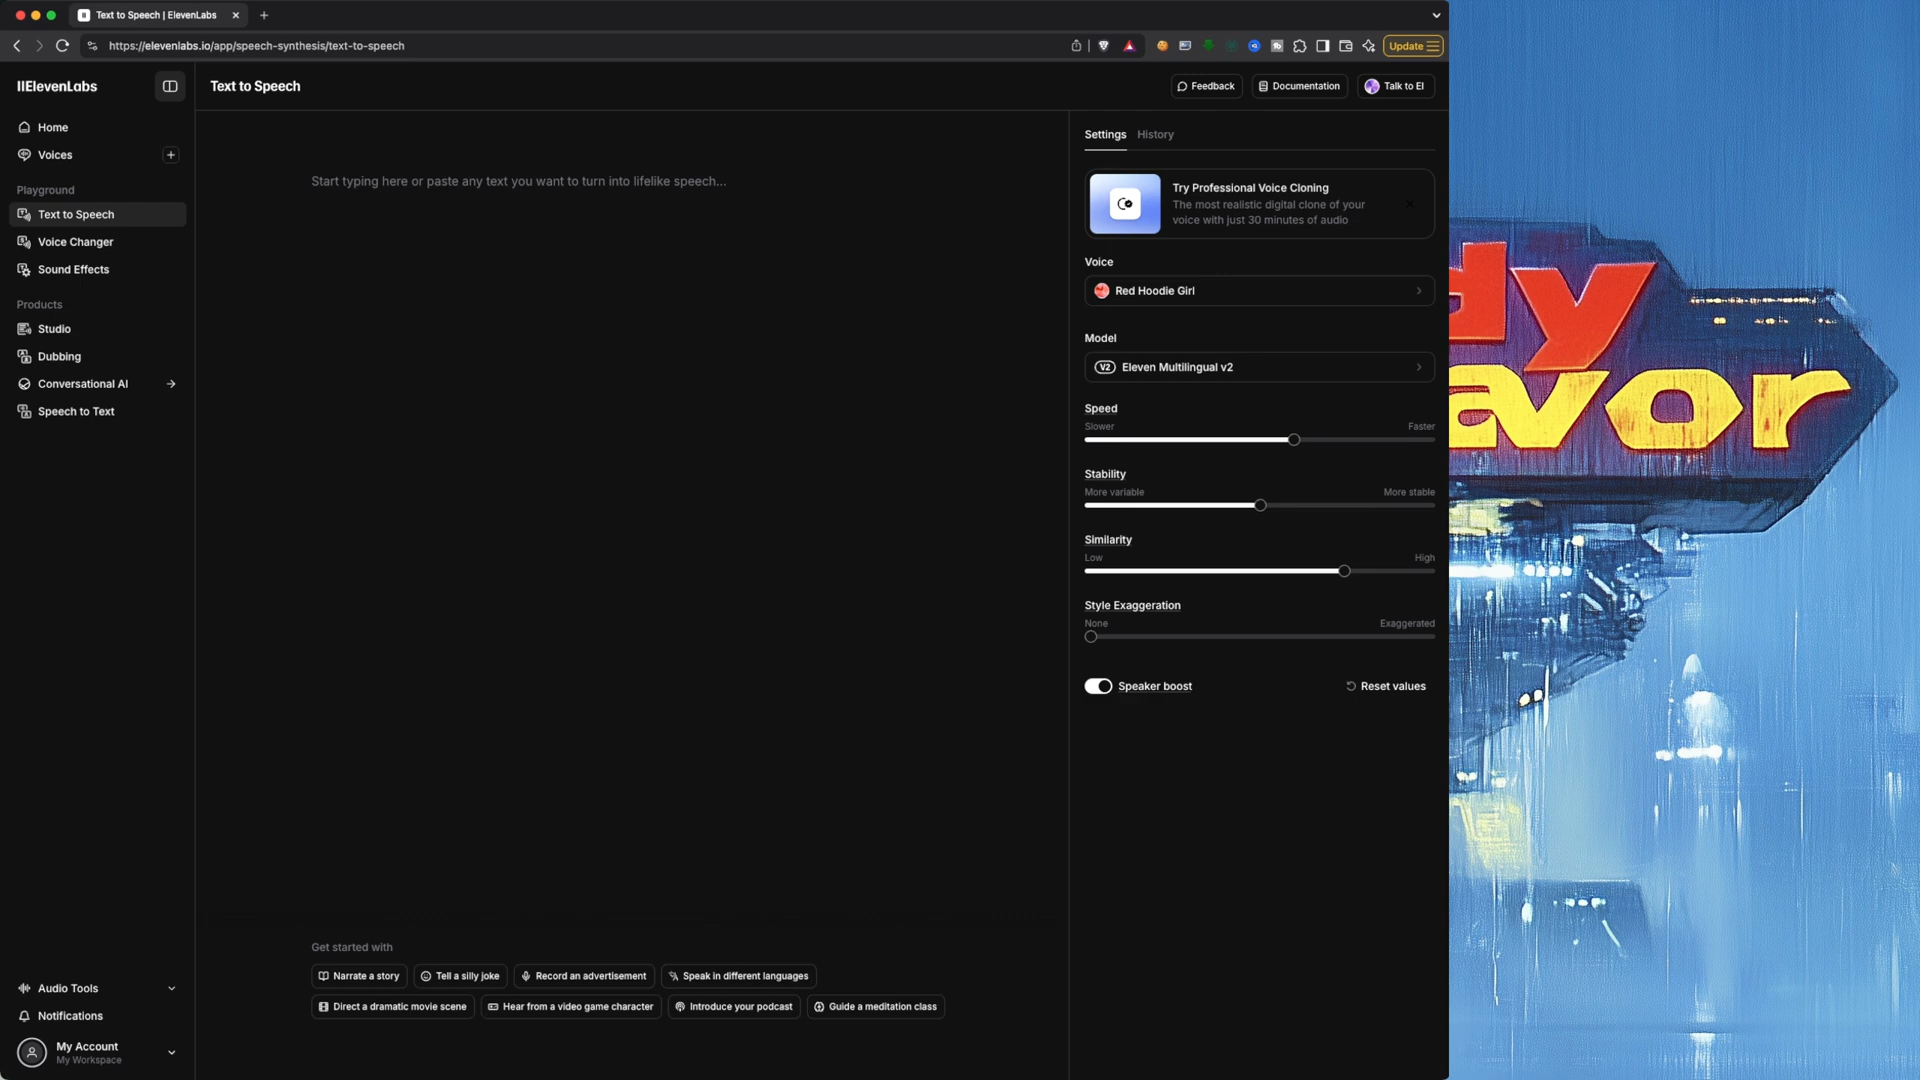 Text to Speech | ElevenLabs
https://elevenlabs.io/app/speech-synthesis/text-to-speech
Update
IIElevenLabs
Home
Voices
Playground
Text to Speech
Voice Changer
Sound Effects
Products
Studio
Dubbing
Conversational AI
Speech to Text
Audio Tools
Notifications
My Account
My Workspace
Text to Speech
Feedback
Documentation
Talk to El
Start typing here or paste any text you want to turn into lifelike speech...
Get started with
Narrate a story
Tell a silly joke
Record an advertisement
Speak in different languages
Direct a dramatic movie scene
Hear from a video game character
Introduce your podcast
Guide a meditation class
Settings
History
Try Professional Voice Cloning
The most realistic digital clone of your
voice with just 30 minutes of audio
Voice
Red Hoodie Girl
Model
V2 Eleven Multilingual v2
Speed
Slower
Faster
Stability
More variable
More stable
Similarity
Low
High
Style Exaggeration
None
Exaggerated
Speaker boost
Reset values
dy
avor